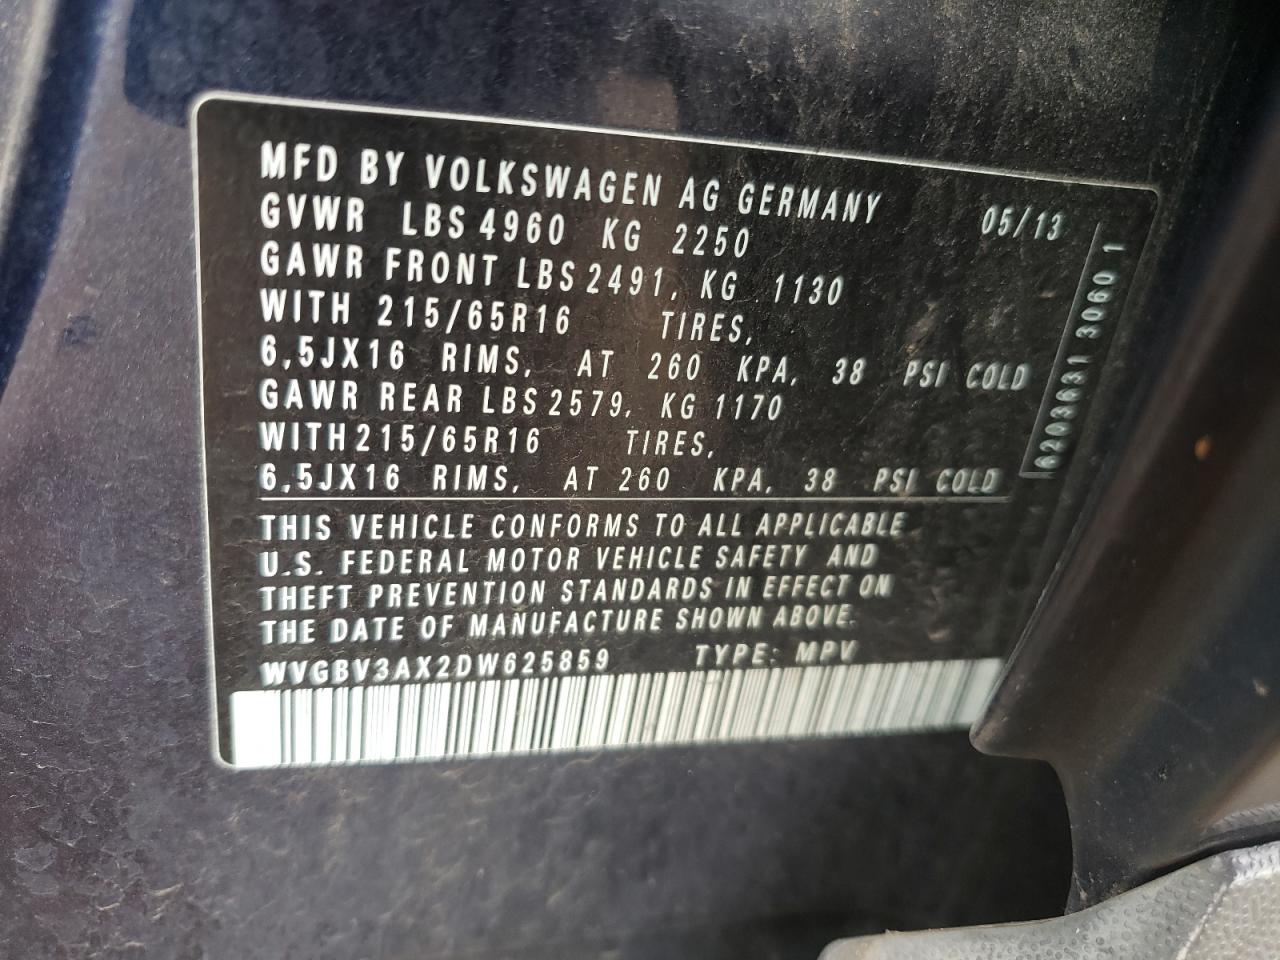 MFD BY VOLKSWAGEN AG GERMANY 05/13
GVWR LBS 4960 KG 2250
GAWR FRONT LBS 2491, KG 1130
WITH 215/65R16 TIRES,
6,5JX16 RIMS, AT 260 KPA, 38 PSI COLD
GAWR REAR LBS 2579, KG 1170
WITH 215/65R16 TIRES,
6,5JX16 RIMS, AT 260 KPA, 38 PSI COLD
THIS VEHICLE CONFORMS TO ALL APPLICABLE
U.S. FEDERAL MOTOR VEHICLE SAFETY AND
THEFT PREVENTION STANDARDS IN EFFECT ON
THE DATE OF MANUFACTURE SHOWN ABOVE.
WVGBV3AX2DW625859 TYPE: MPV
6203631 3060 1